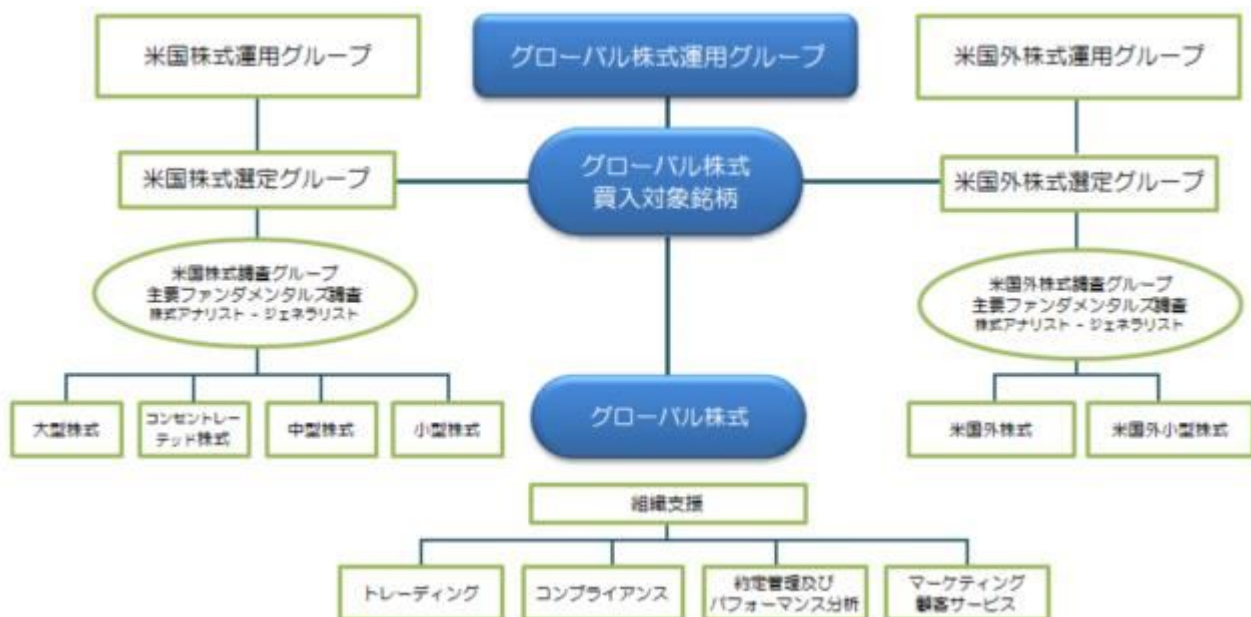 米国株式運用グループ
グローバル株式運用グループ
米国外株式運用グループ
米国株式選定グループ
グローバル株式
買入対象銘柄
米国外株式選定グループ
米国株式調査グループ
主要ファンダメンタルズ調査
株式アナリスト - ジェネラリスト
米国外株式調査グループ
主要ファンダメンタルズ調査
株式アナリスト - ジェネラリスト
大型株式
コンセントレー
テッド株式
中型株式
小型株式
グローバル株式
米国外株式
米国外小型株式
組織支援
トレーディング
コンプライアンス
約定管理及び
パフォーマンス分析
マーケティング
顧客サービス